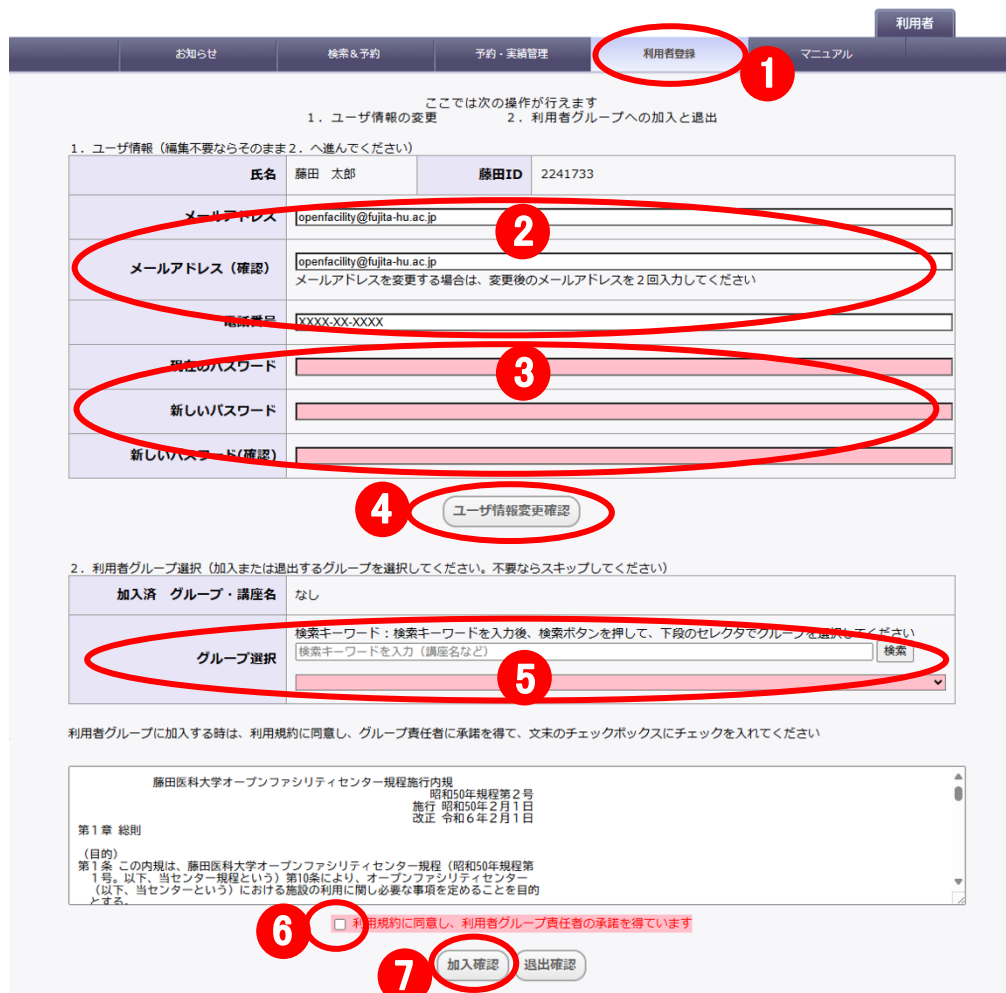 利用者
お知らせ 検索&予約 予約・実績管理 利用者登録 マニュアル
1
ここでは次の操作が行えます
1．ユーザ情報の変更 2．利用者グループへの加入と退出
1．ユーザ情報（編集不要ならそのまま2．へ進んでください）
氏名 藤田 太郎 藤田ID 2241733
メールアドレス openfacility@fujita-hu.ac.jp
2
メールアドレス（確認） openfacility@fujita-hu.ac.jp
メールアドレスを変更する場合は、変更後のメールアドレスを2回入力してください
電話番号 XXXX-XX-XXXX
現在のパスワード
3
新しいパスワード
新しいパスワード(確認)
4 ユーザ情報変更確認
2．利用者グループ選択（加入または退出するグループを選択してください。不要ならスキップしてください）
加入済 グループ・講座名 なし
検索キーワード：検索キーワードを入力後、検索ボタンを押して、下段のセレクタでグループを選択してください
グループ選択 検索キーワードを入力（講座名など） 検索
5
利用者グループに加入する時は、利用規約に同意し、グループ責任者に承諾を得て、文末のチェックボックスにチェックを入れてください
藤田医科大学オープンファシリティセンター規程施行内規
昭和50年規程第2号
施行 昭和50年2月1日
改正 令和6年2月1日
第1章 総則
（目的）
第1条 この内規は、藤田医科大学オープンファシリティセンター規程（昭和50年規程第
1号。以下、当センター規程という）第10条により、オープンファシリティセンター
（以下、当センターという）における施設の利用に関し必要な事項を定めることを目的
とする。
6 利用規約に同意し、利用者グループ責任者の承諾を得ています
7 加入確認 退出確認